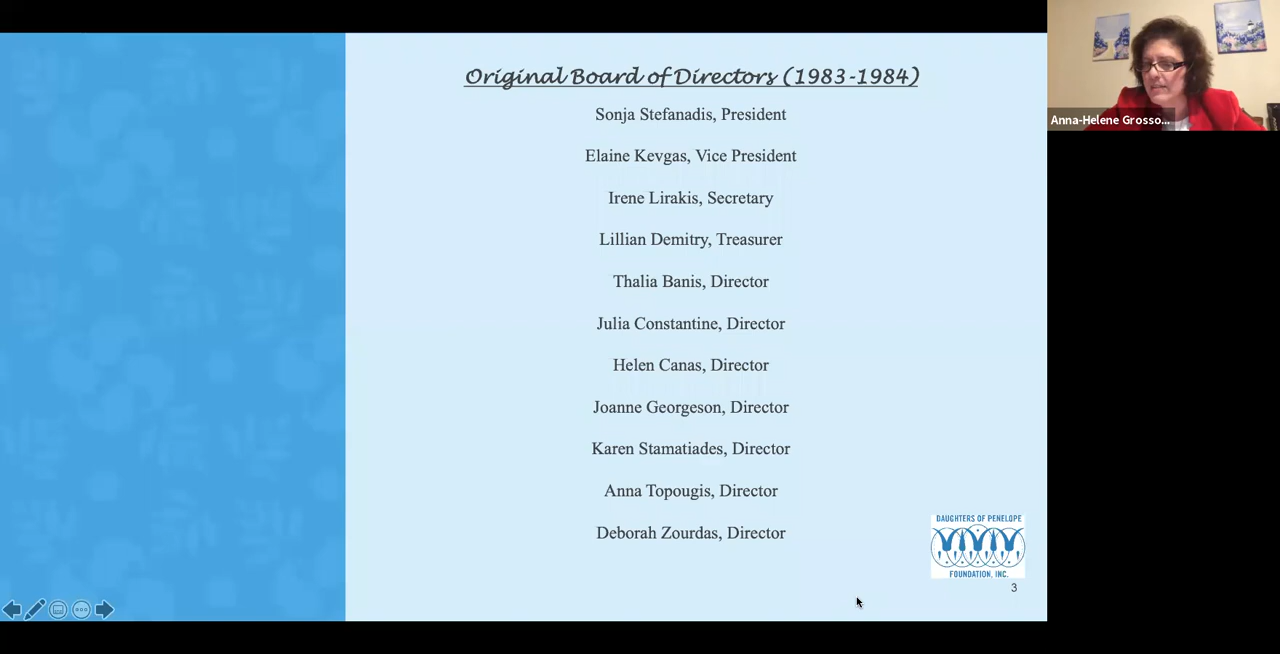 Original Board of Directors (1983-1984)
Sonja Stefanadis, President
Elaine Kevgas, Vice President
Irene Lirakis, Secretary
Lillian Demitry, Treasurer
Thalia Banis, Director
Julia Constantine, Director
Helen Canas, Director
Joanne Georgeson, Director
Karen Stamatiades, Director
Anna Topougis, Director
Deborah Zourdas, Director
DAUGHTERS OF PENELOPE
FOUNDATION, INC.
3
Anna-Helene Grosso...